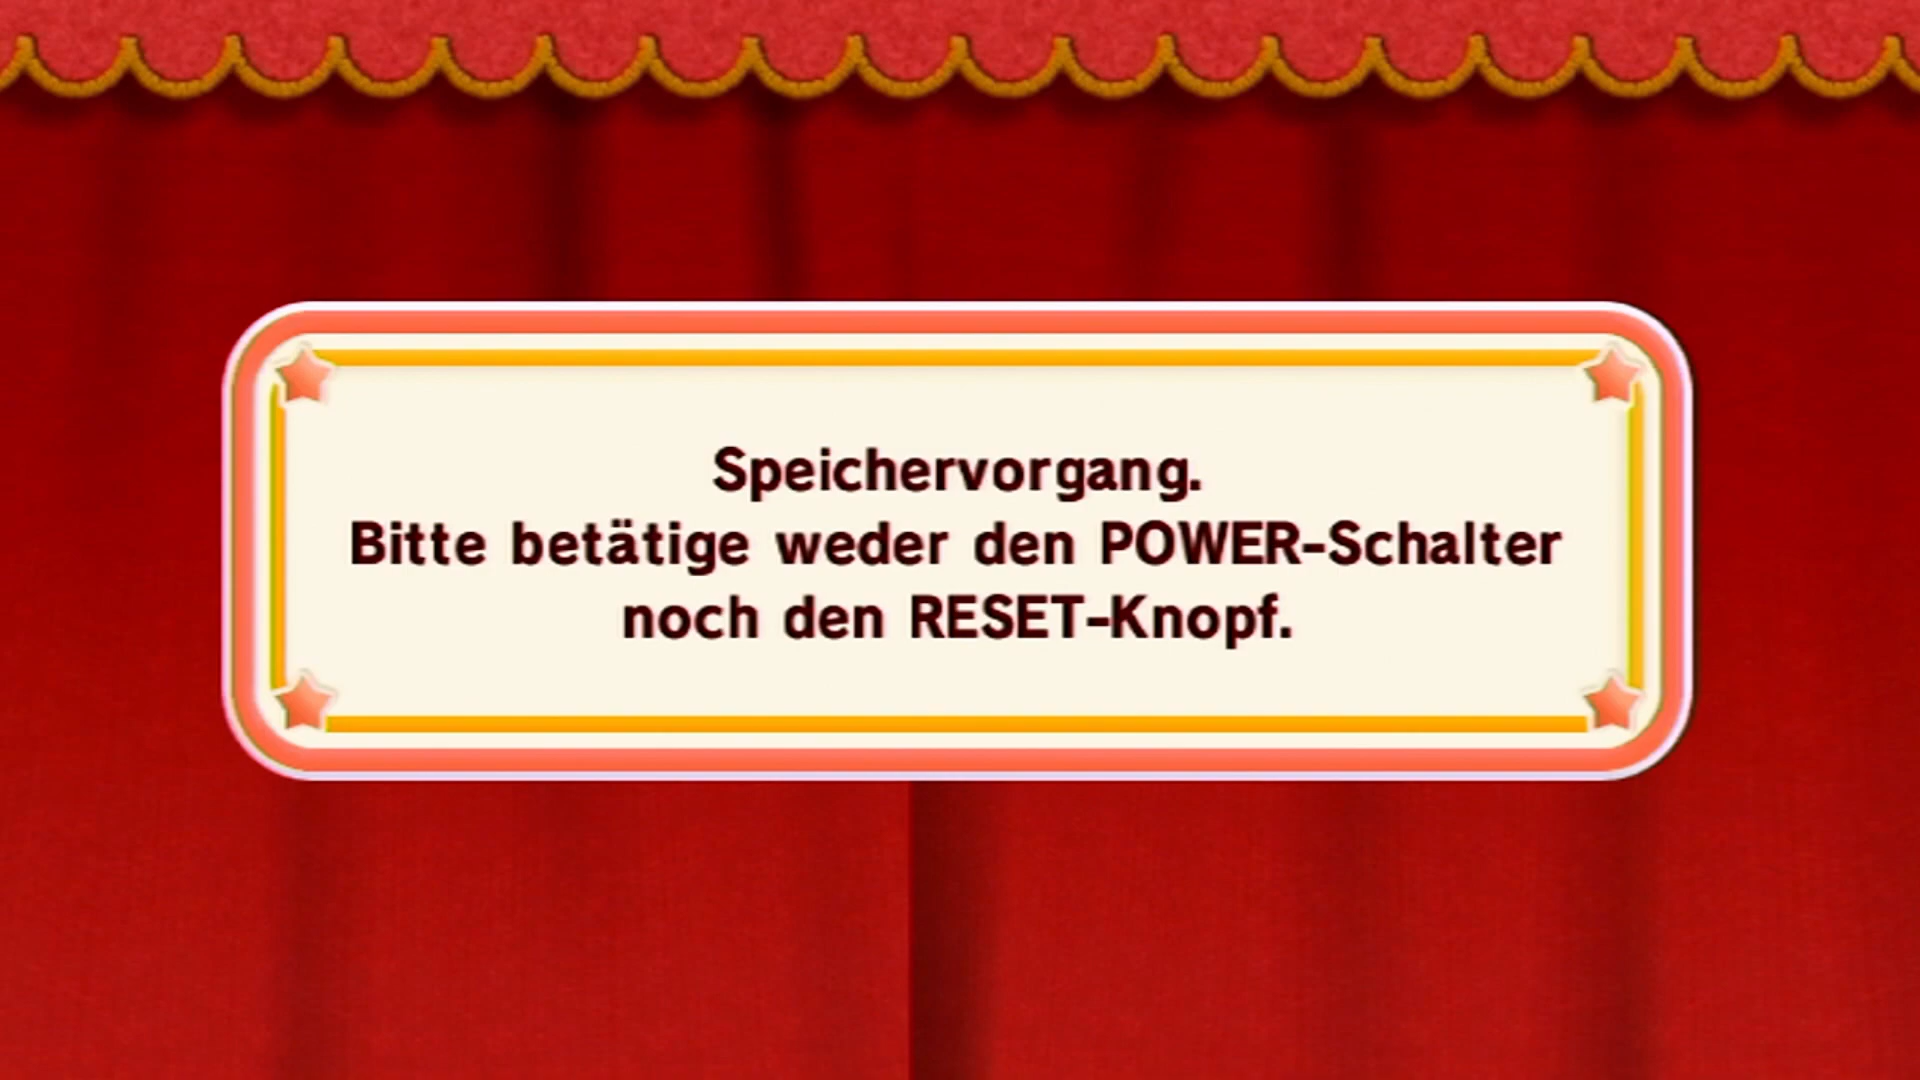 Speichervorgang.
Bitte betätige weder den POWER-Schalter
noch den RESET-Knopf.